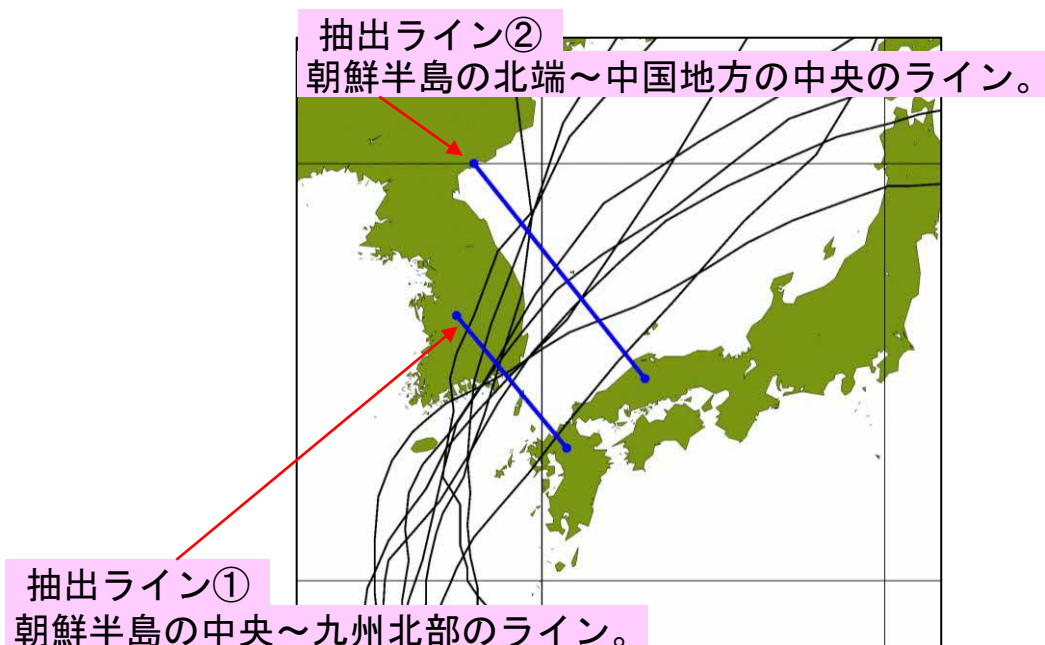 抽出ライン②
朝鮮半島の北端～中国地方の中央のライン。
抽出ライン①
朝鮮半島の中央～九州北部のライン。